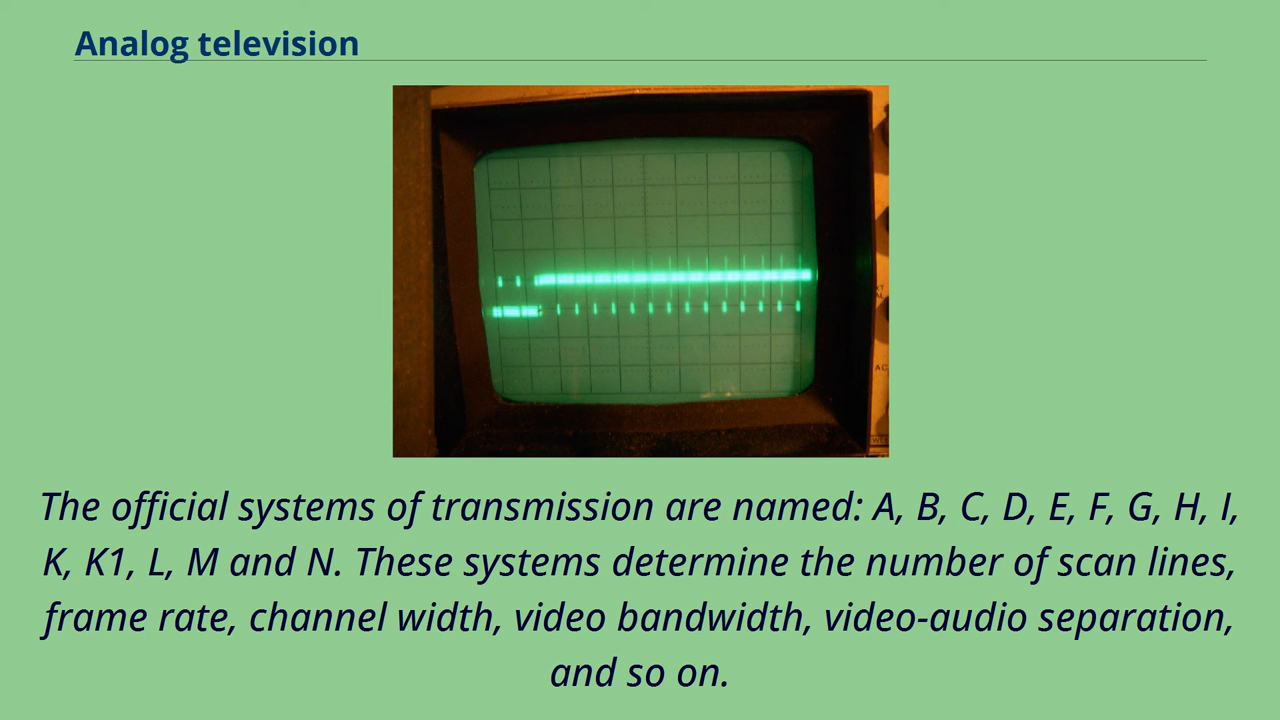 Analog television
The official systems of transmission are named: A, B, C, D, E, F, G, H, I,
K, K1, L, M and N. These systems determine the number of scan lines,
frame rate, channel width, video bandwidth, video-audio separation,
and so on.